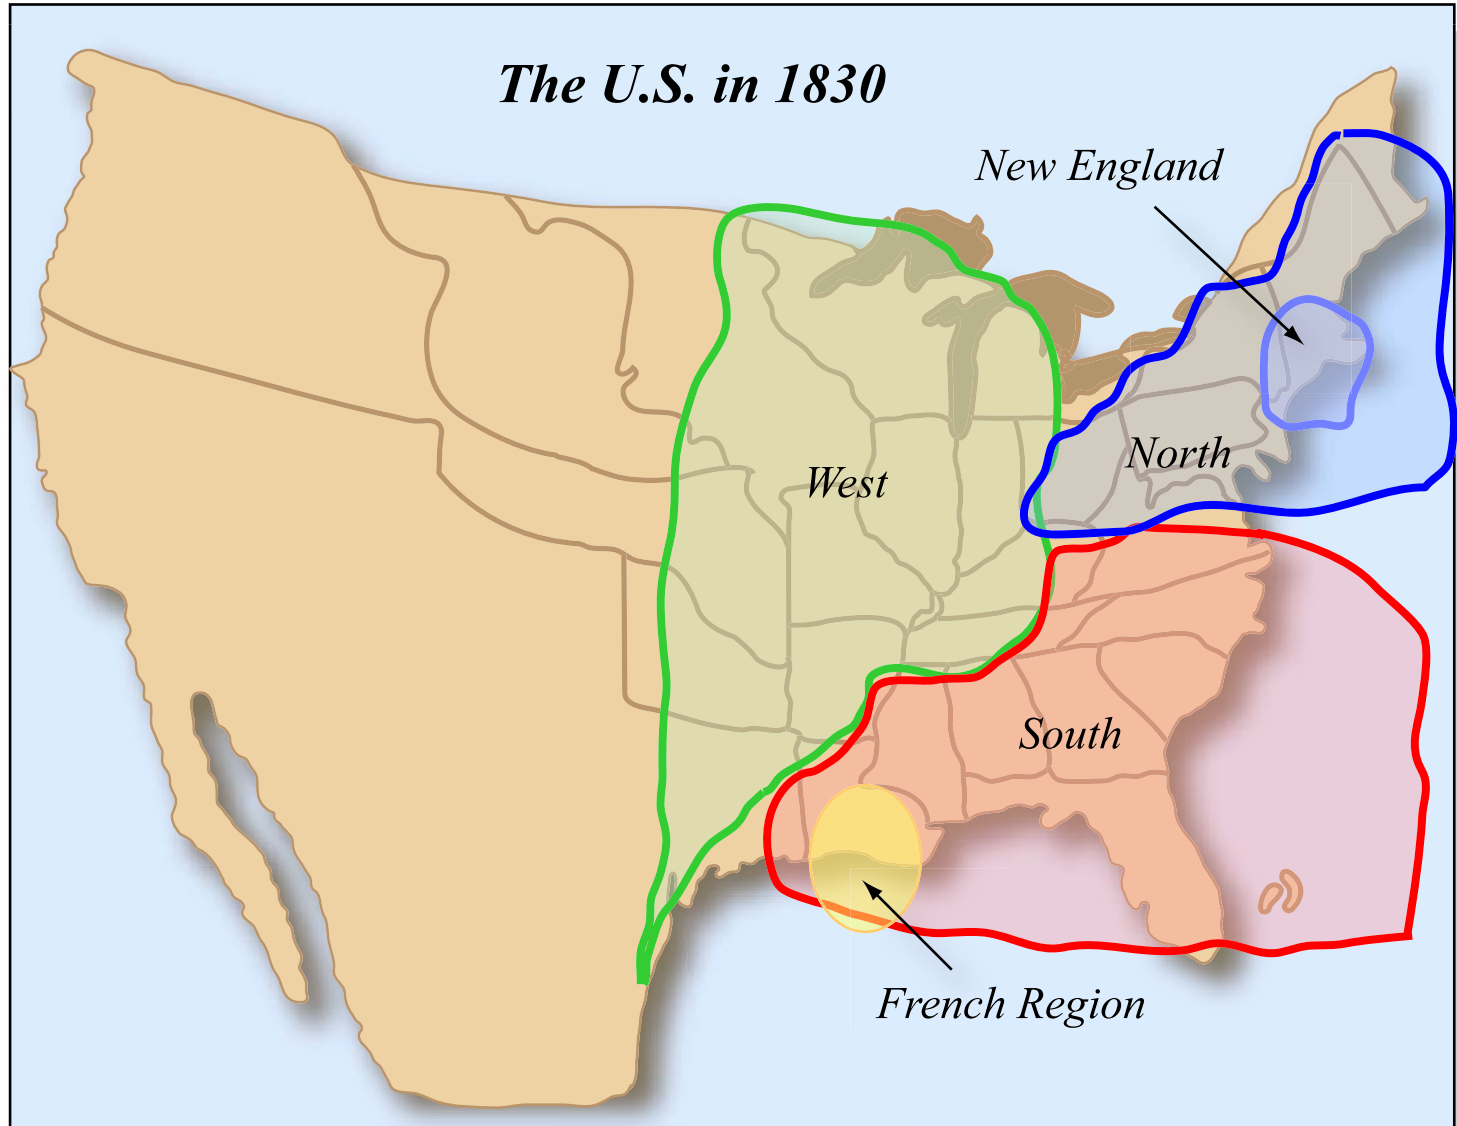 The U.S. in 1830
New England
North
West
South
French Region